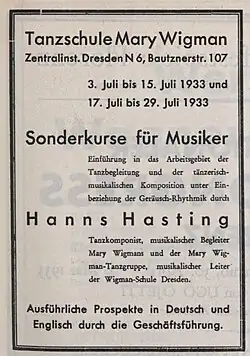 Tanzschule Mary Wigman
Zentralinst. Dresden N 6, Bautznerstr. 107
3. Juli bis 15. Juli 1933 und
17. Juli bis 29. Juli 1933
Sonderkurse für Musiker
Einführung in das Arbeitsgebiet der
Tanzbegleitung und der tänzerisch-
musikalischen Komposition unter Ein-
beziehung der Geräusch-Rhythmik durch
Hanns Hasting
Tanzkomponist, musikalischer Begleiter
Mary Wigmans und der Mary Wig-
man-Tanzgruppe, musikalischer Leiter
der Wigman-Schule Dresden.
Ausführliche Prospekte in Deutsch und
Englisch durch die Geschäftsführung.